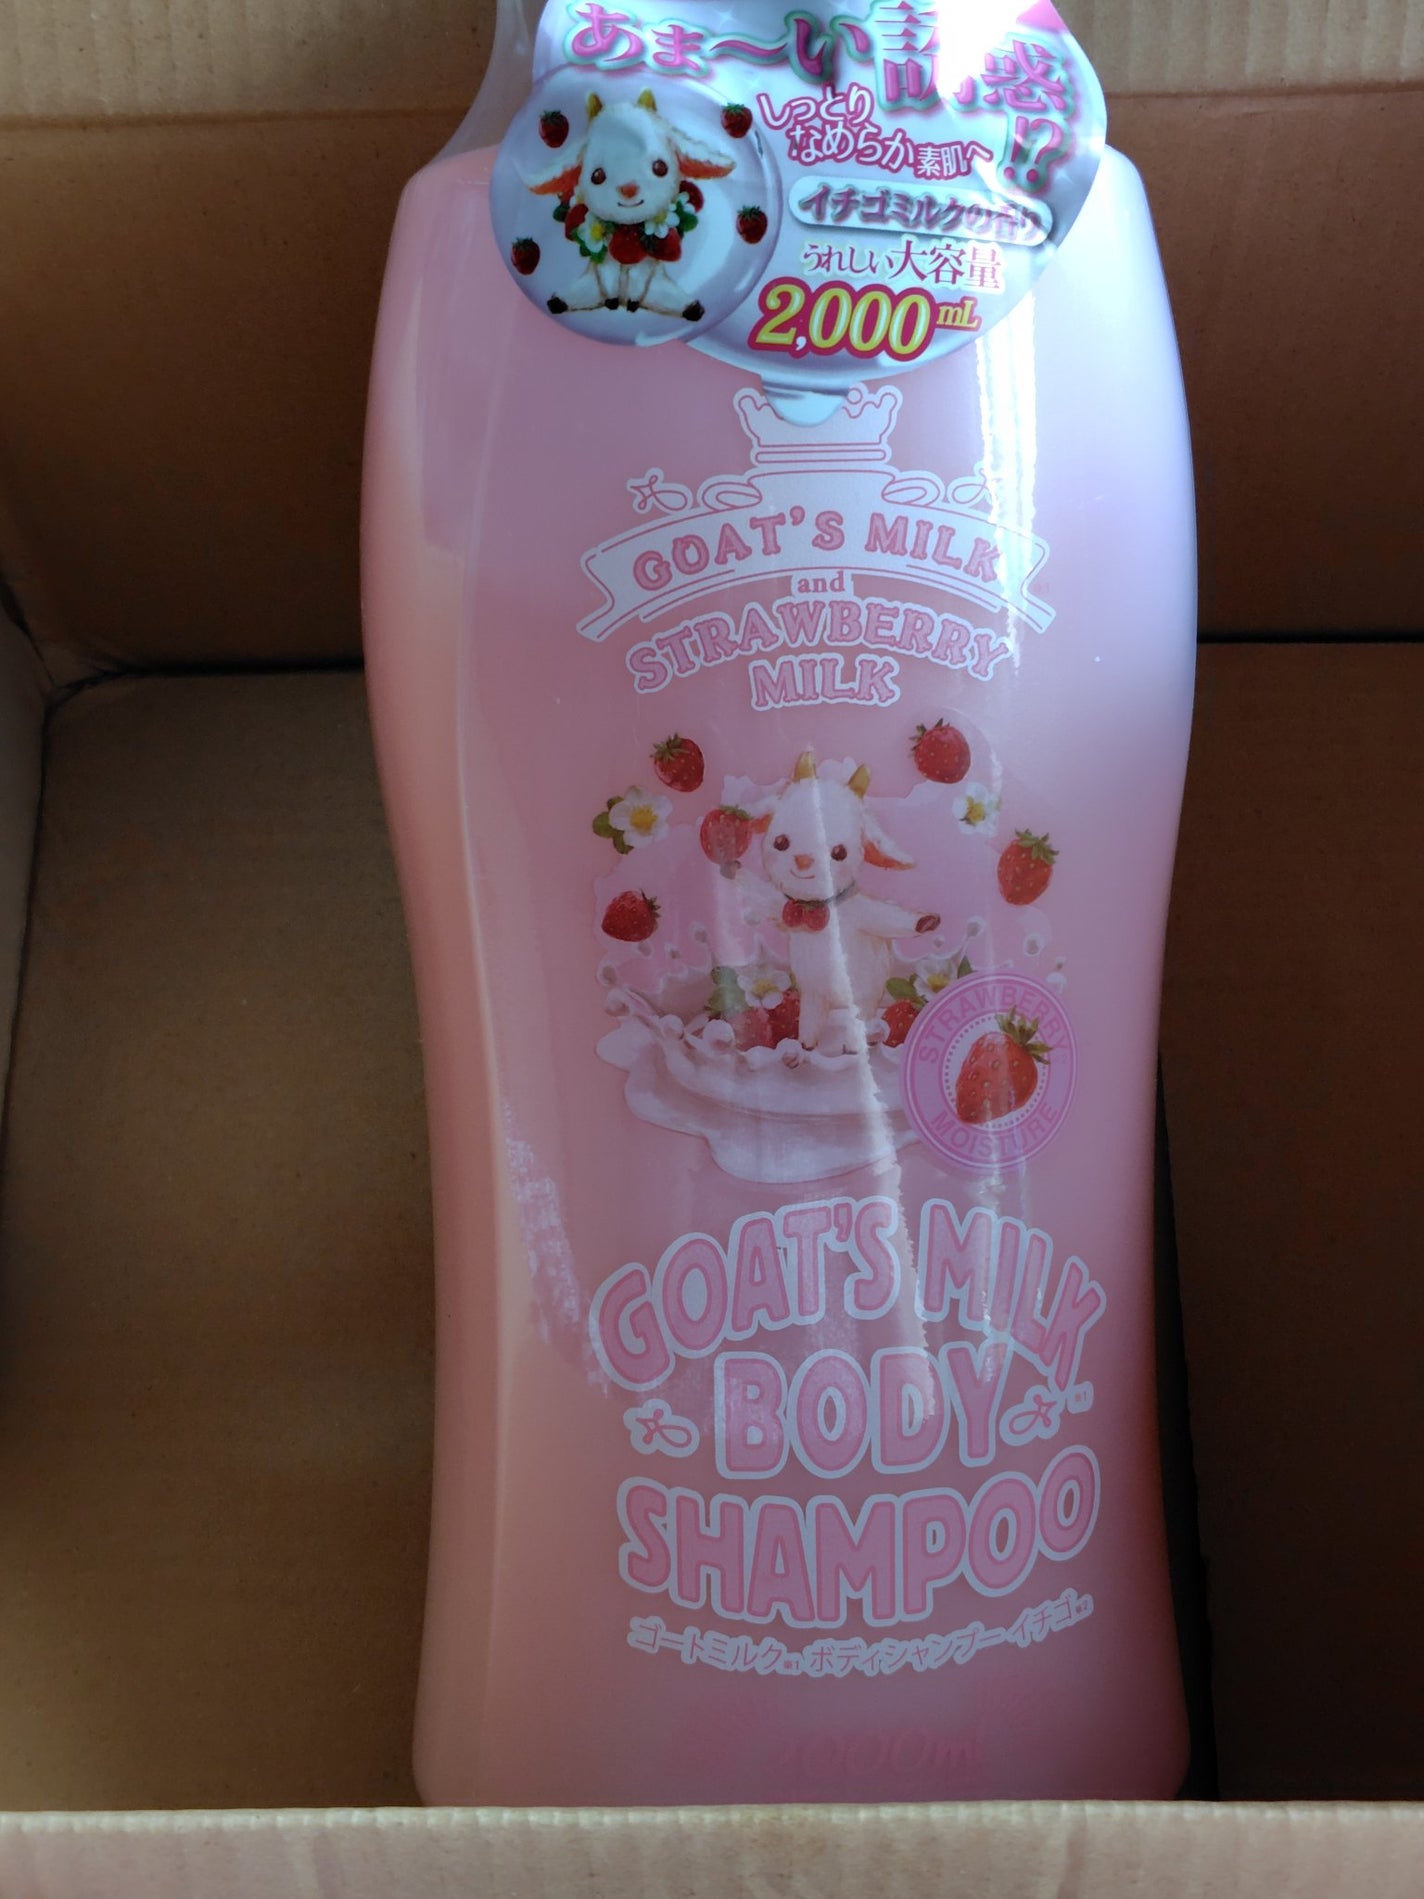 あま〜い誘惑!?
しっとり
なめらか素肌へ
イチゴミルクの香り
うれしい大容量
2,000mL
GOAT'S MILK
and
STRAWBERRY
MILK
STRAWBERRY
MOISTURE
GOAT'S MILK※1
BODY
SHAMPOO
ゴートミルク※1 ボディシャンプー イチゴ※2